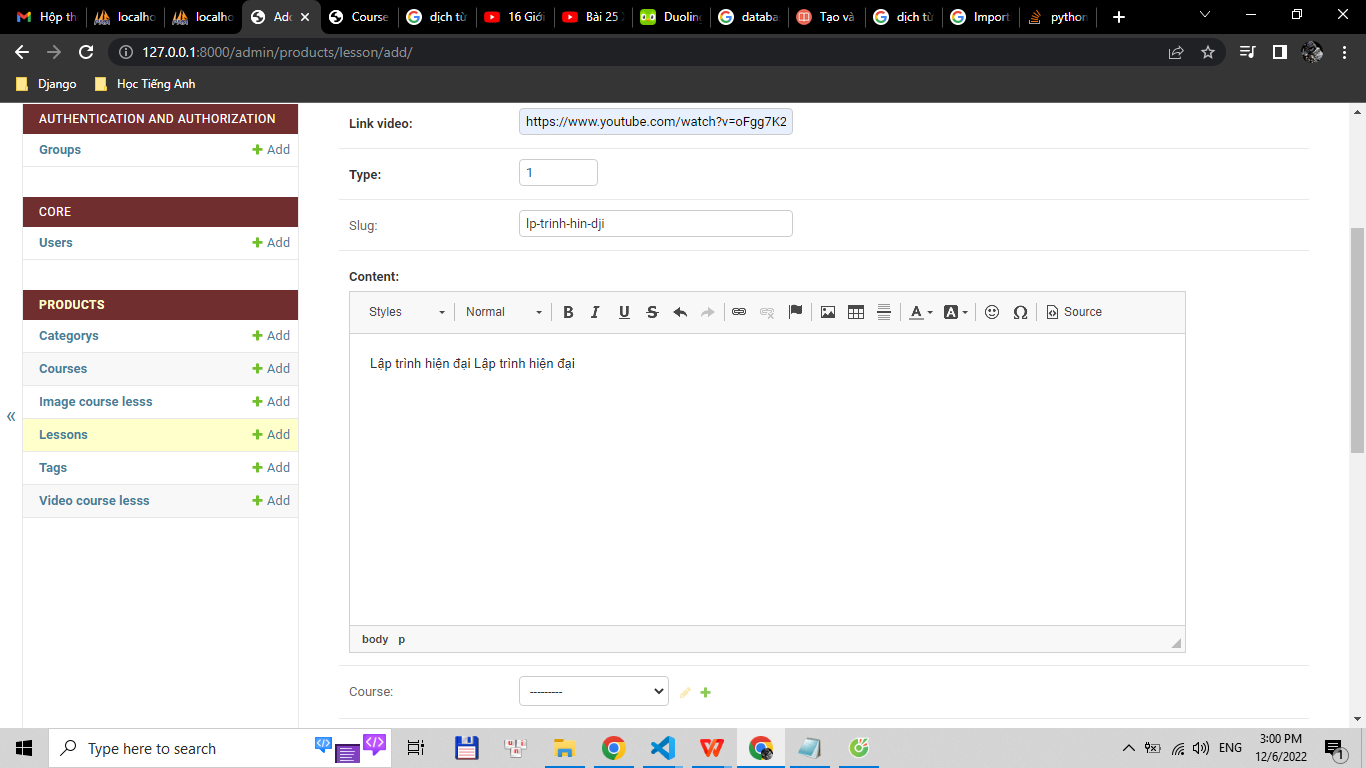 Hộp th
localho
localho
Add
Course
dịch từ
16 Giới
Bài 25
Duoling
databa
Tạo và
dịch từ
Import
python
127.0.0.1:8000/admin/products/lesson/add/
Django
Học Tiếng Anh
AUTHENTICATION AND AUTHORIZATION
Groups + Add
CORE
Users + Add
PRODUCTS
Categorys + Add
Courses + Add
Image course lesss + Add
Lessons + Add
Tags + Add
Video course lesss + Add
«
Link video: https://www.youtube.com/watch?v=oFgg7K2
Type: 1
Slug: lp-trinh-hin-dji
Content:
Styles Normal B I U S A A Ω Source
Lập trình hiện đại Lập trình hiện đại
body p
Course: ---------
Type here to search
ENG
3:00 PM
12/6/2022
1